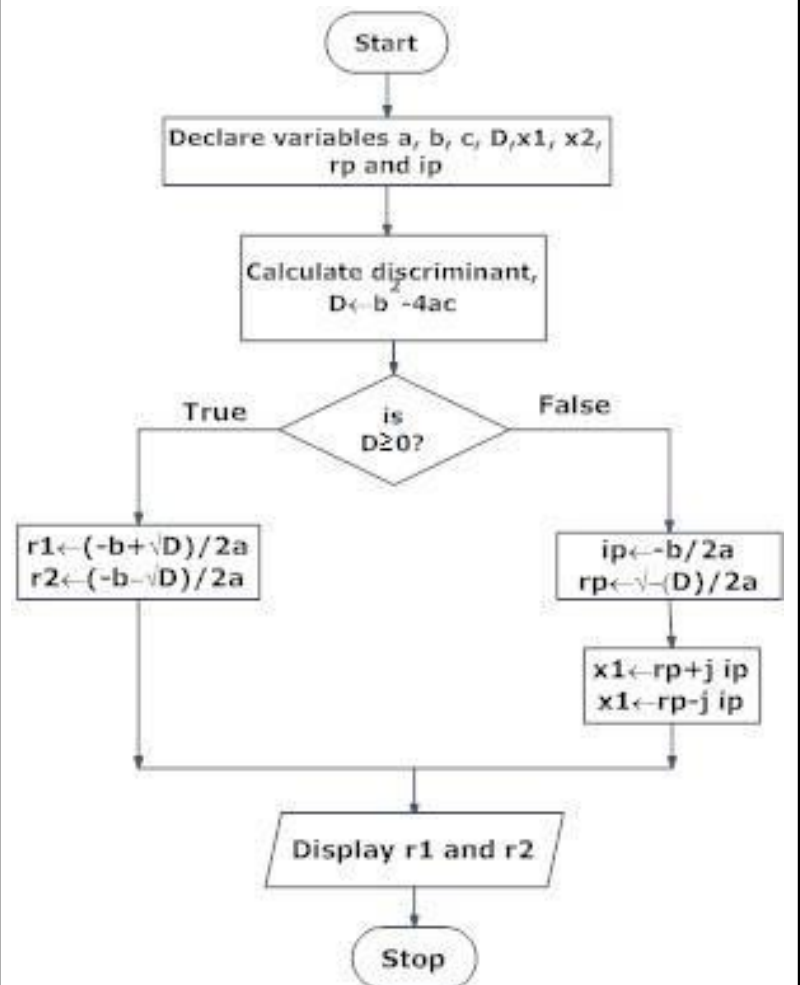 Start
Declare variables a, b, c, D,x1, x2,
rp and ip
Calculate discriminant,
D←b²-4ac
is
D≥0?
True
False
r1←(-b+√D)/2a
r2←(-b-√D)/2a
ip←-b/2a
rp←√-(D)/2a
x1←rp+j ip
x1←rp-j ip
Display r1 and r2
Stop